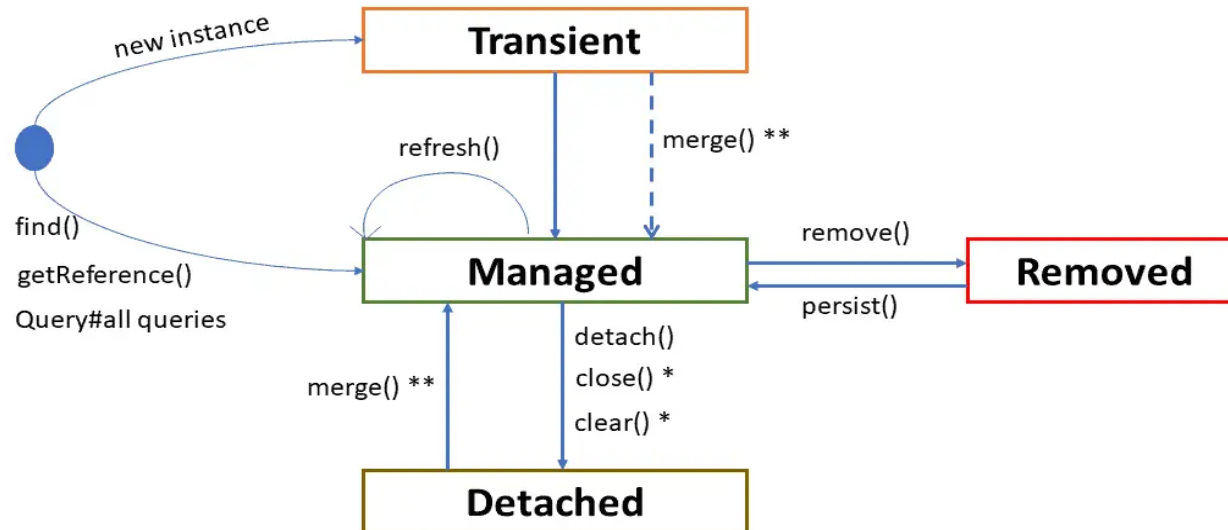 new instance
Transient
merge() **
refresh()
find()
getReference()
Query#all queries
Managed
remove()
persist()
Removed
detach()
close() *
clear() *
merge() **
Detached